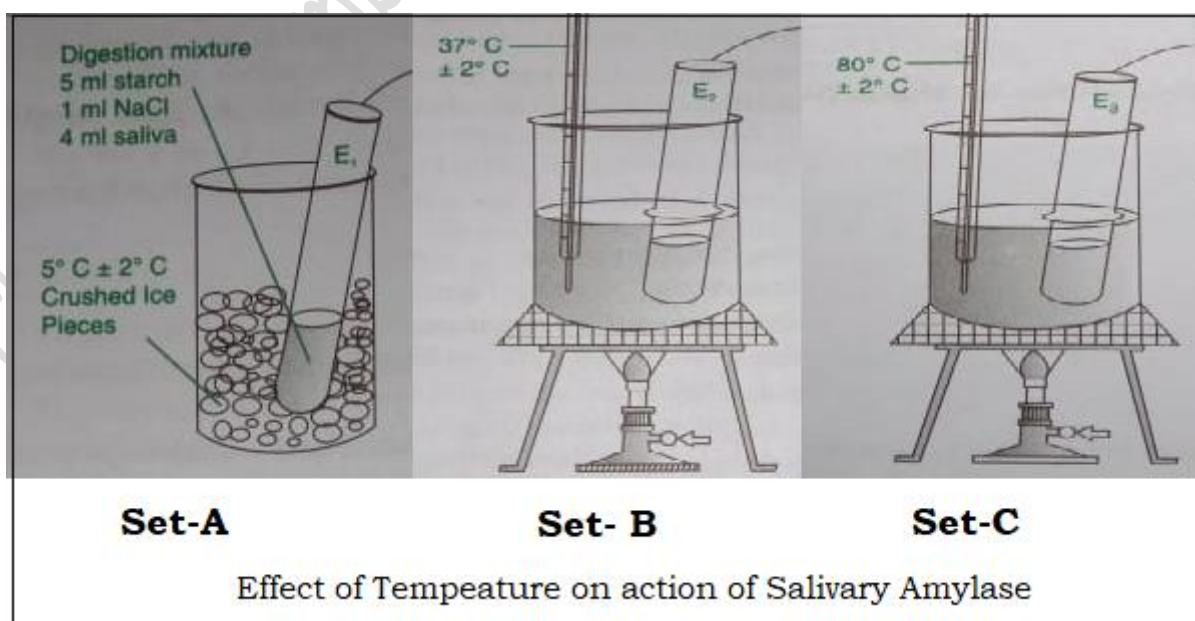 Digestion mixture
5 ml starch
1 ml NaCl
4 ml saliva
E₁
5° C ± 2° C
Crushed Ice
Pieces
37° C
± 2° C
E₂
80° C
± 2° C
E₃
Set-A
Set- B
Set-C
Effect of Tempeature on action of Salivary Amylase